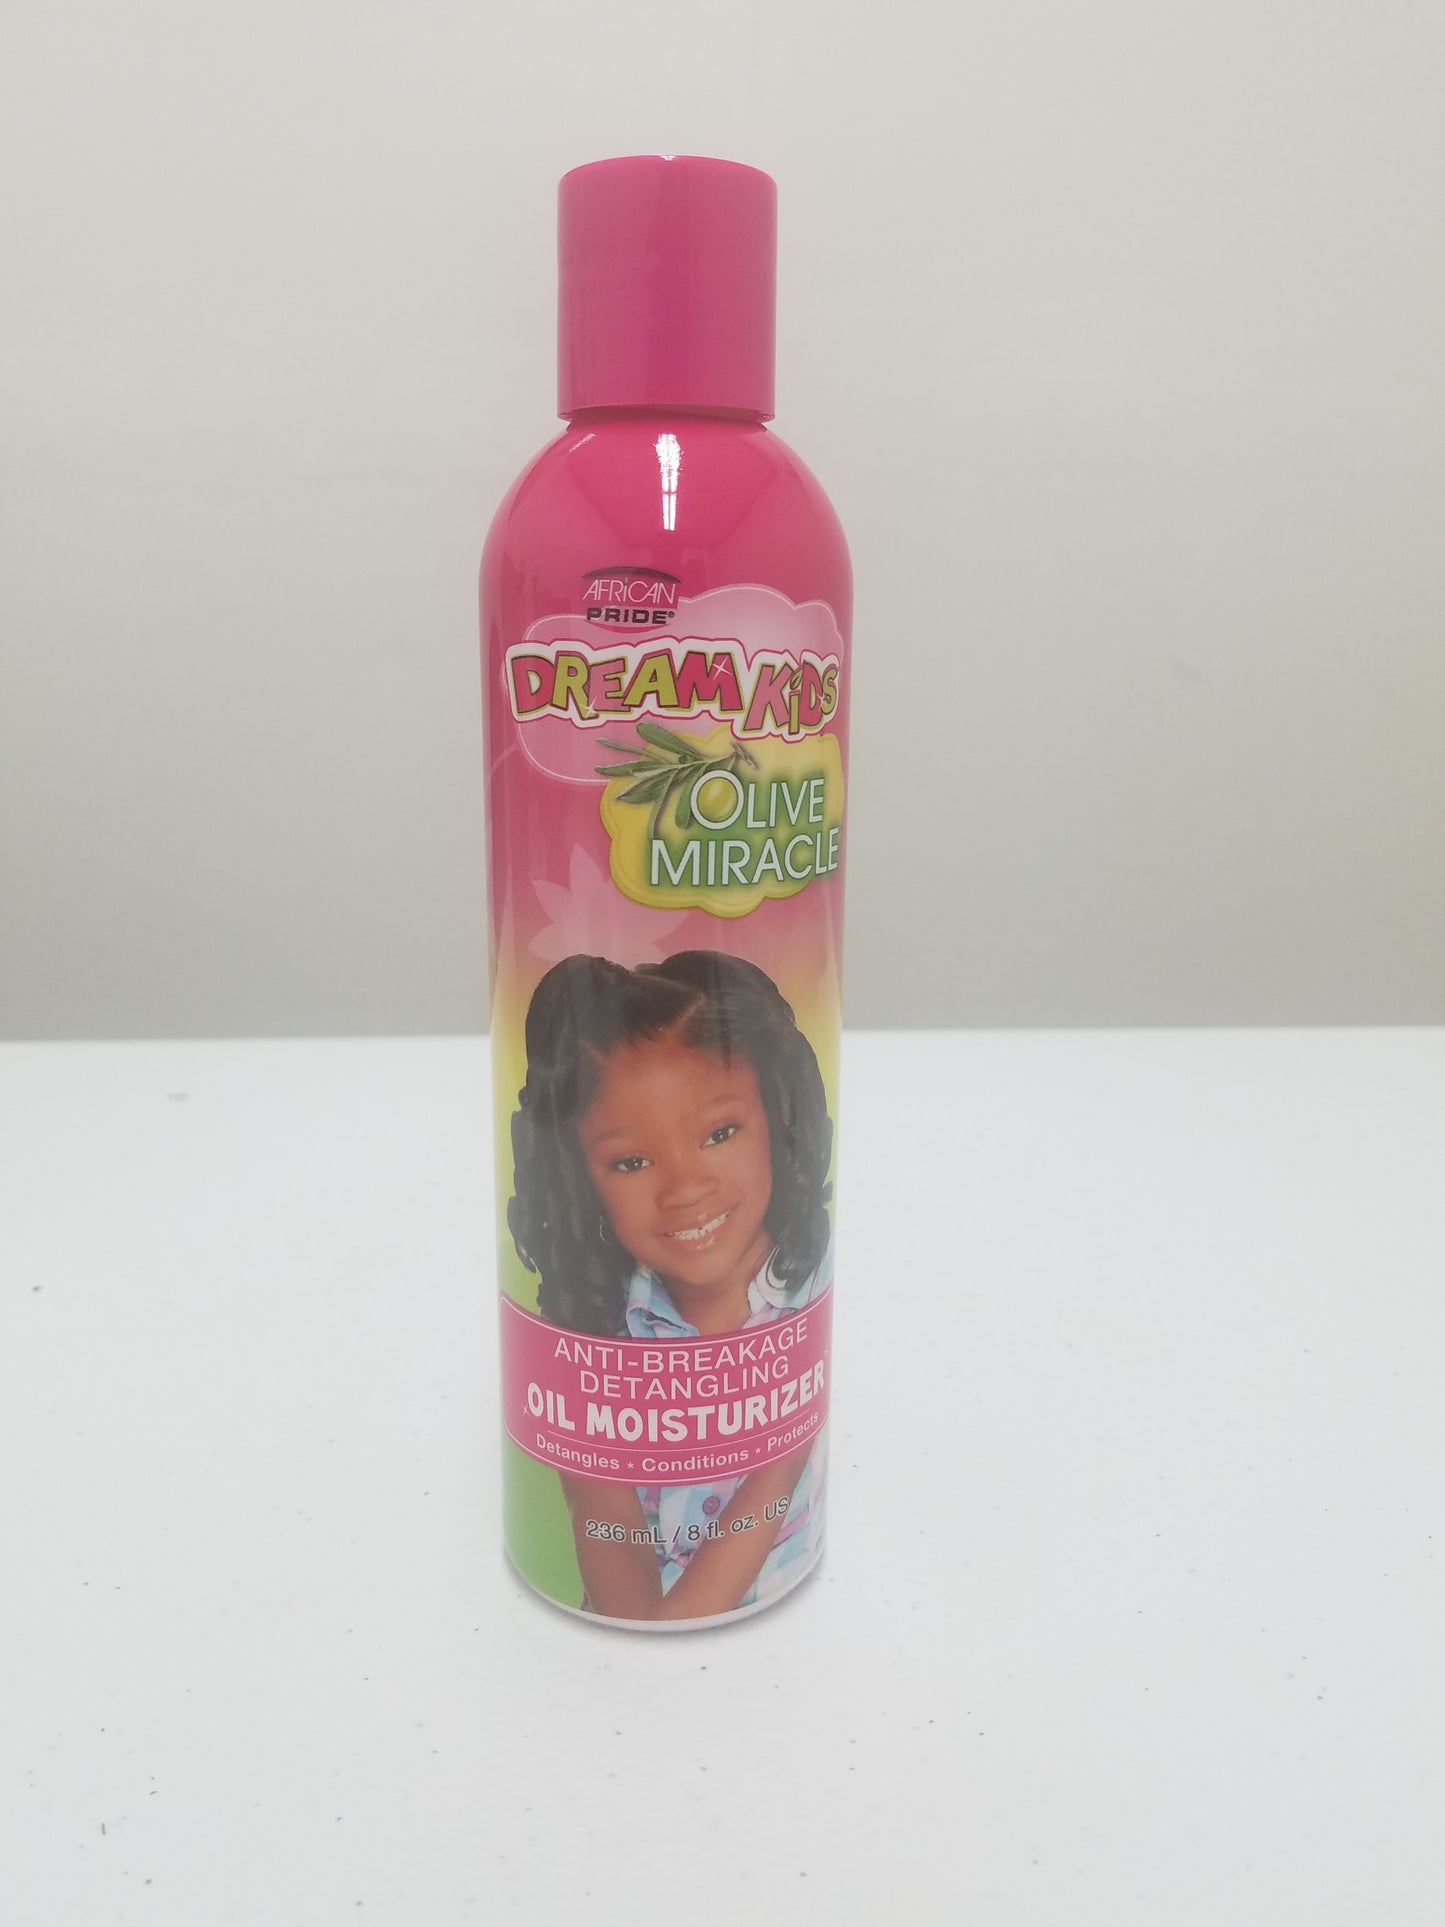 AFRiCAN
PRIDE®
DREAM KiDS
OLIVE
MIRACLE
ANTI-BREAKAGE
DETANGLING
OIL MOISTURIZER
Detangles * Conditions * Protects
236 mL / 8 fl. oz. US